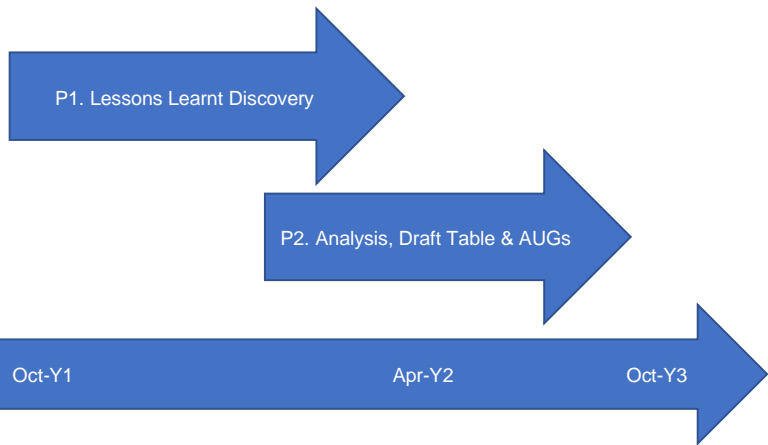 P1. Lessons Learnt Discovery
P2. Analysis, Draft Table & AUGs
Oct-Y1 Apr-Y2 Oct-Y3